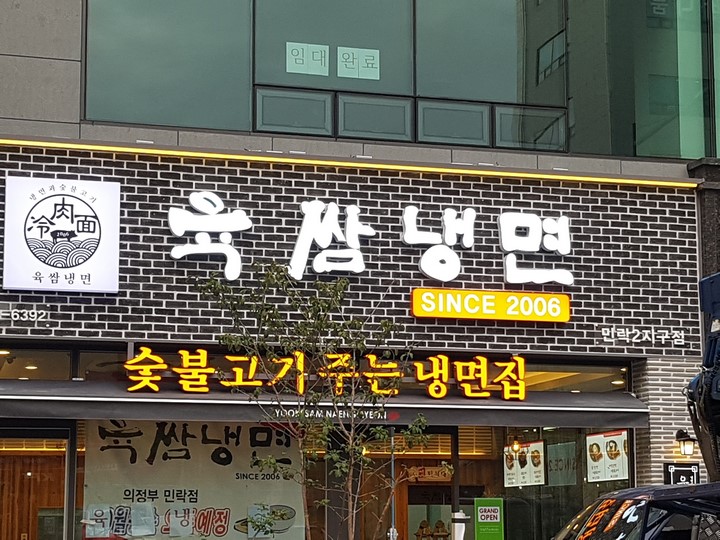 임대 완료
냉면과숯불고기
冷肉面
2006
육쌈냉면
육쌈냉면
SINCE 2006
-6392
민락2지구점
숯불고기 주는 냉면집
육쌈냉면
SINCE 2006
의정부 민락점
예정
GRAND
OPEN